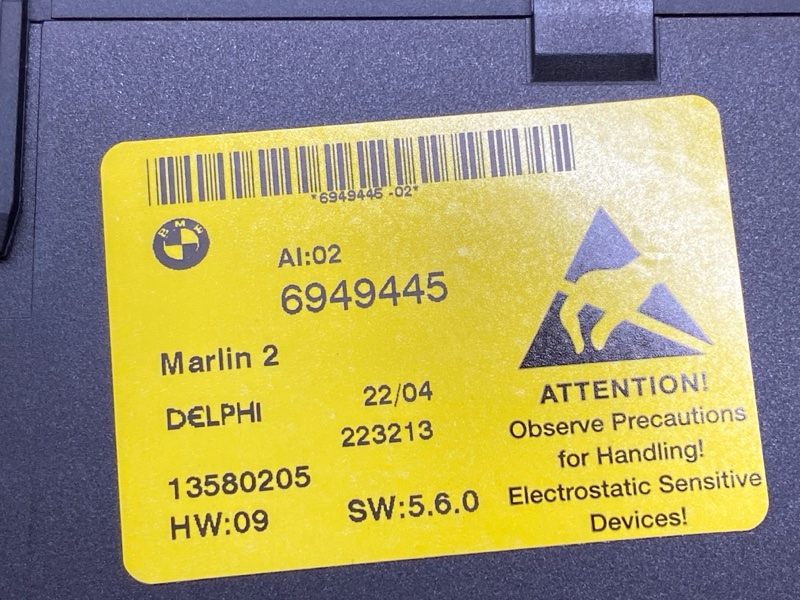 *6949445 -02*
BMW
AI:02
6949445
Marlin 2
DELPHI
22/04
223213
13580205
HW:09
SW:5.6.0
ATTENTION!
Observe Precautions
for Handling!
Electrostatic Sensitive
Devices!